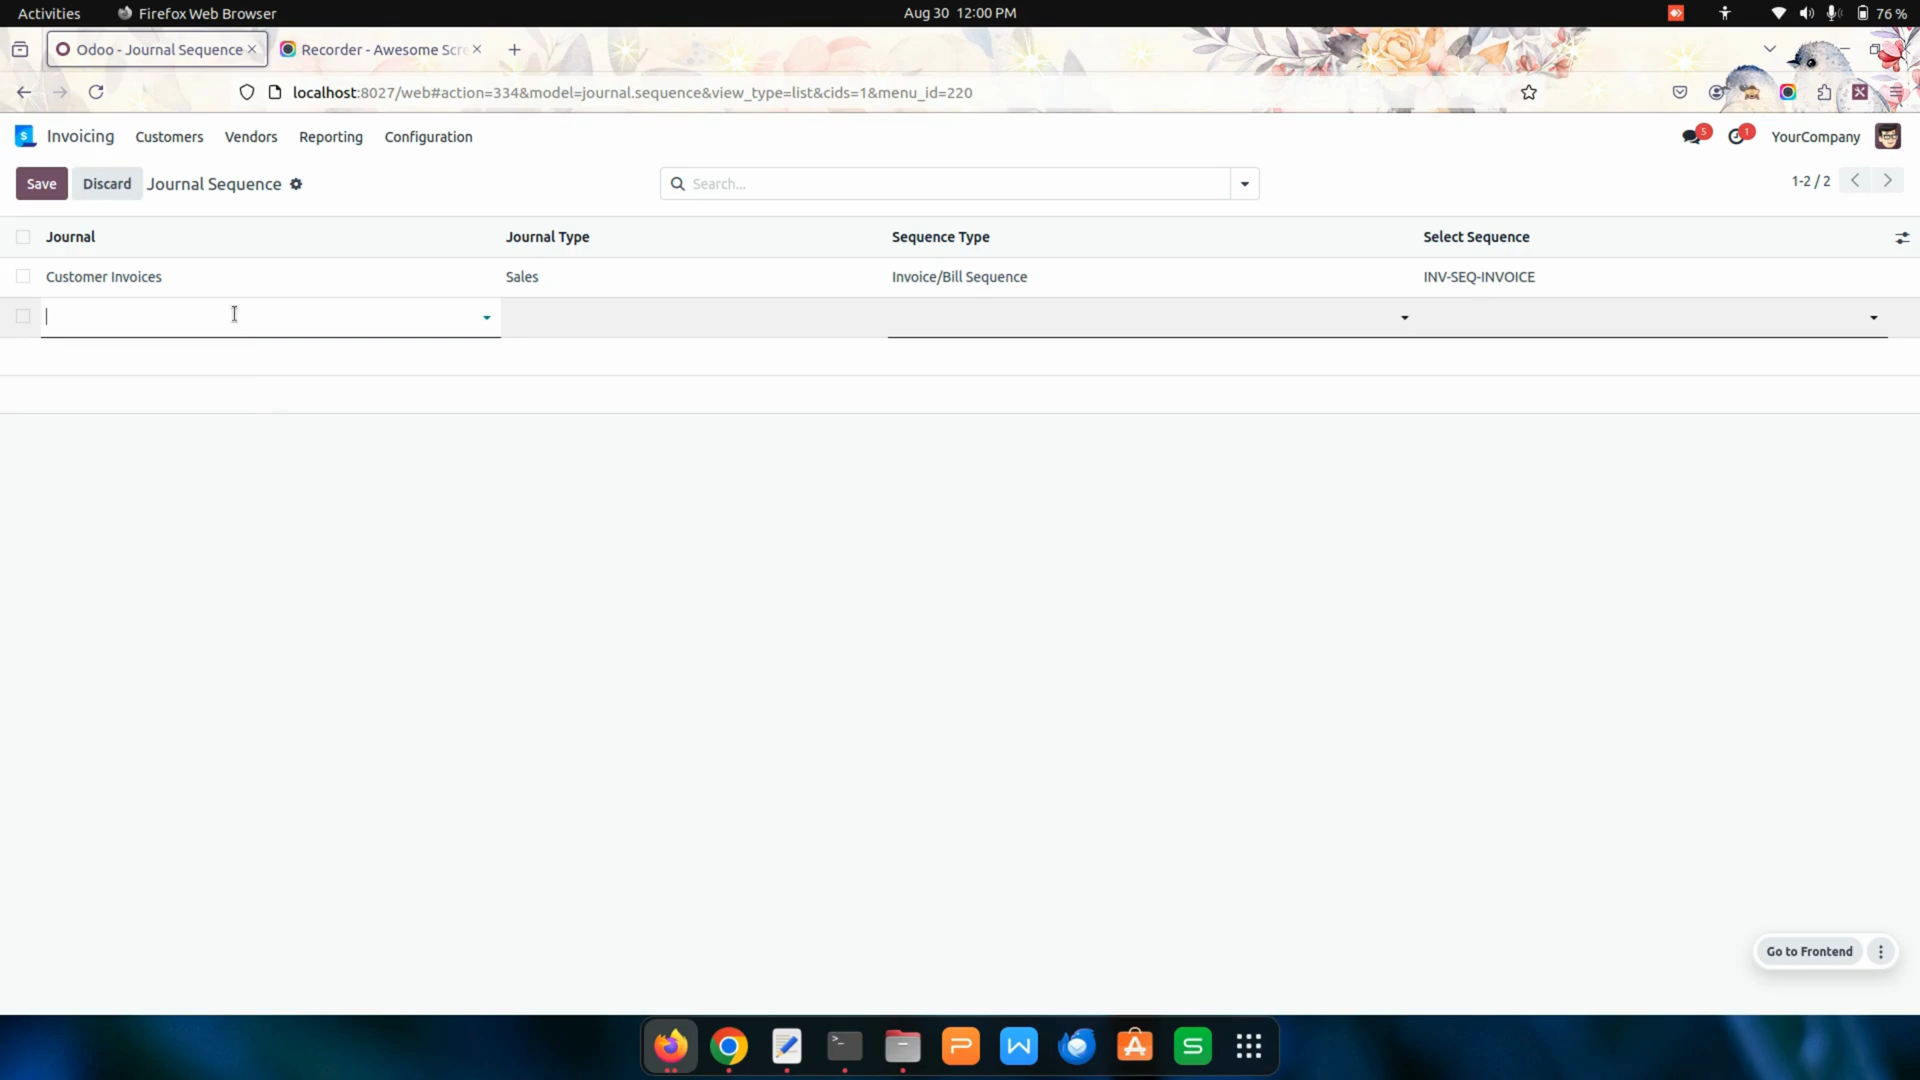 Activities Firefox Web Browser Aug 30 12:00 PM 76 %
Odoo - Journal Sequence Recorder - Awesome Scre
localhost:8027/web#action=334&model=journal.sequence&view_type=list&cids=1&menu_id=220
S Invoicing Customers Vendors Reporting Configuration 5 1 YourCompany
Save Discard Journal Sequence Search... 1-2 / 2
Journal Journal Type Sequence Type Select Sequence
Customer Invoices Sales Invoice/Bill Sequence INV-SEQ-INVOICE
Go to Frontend